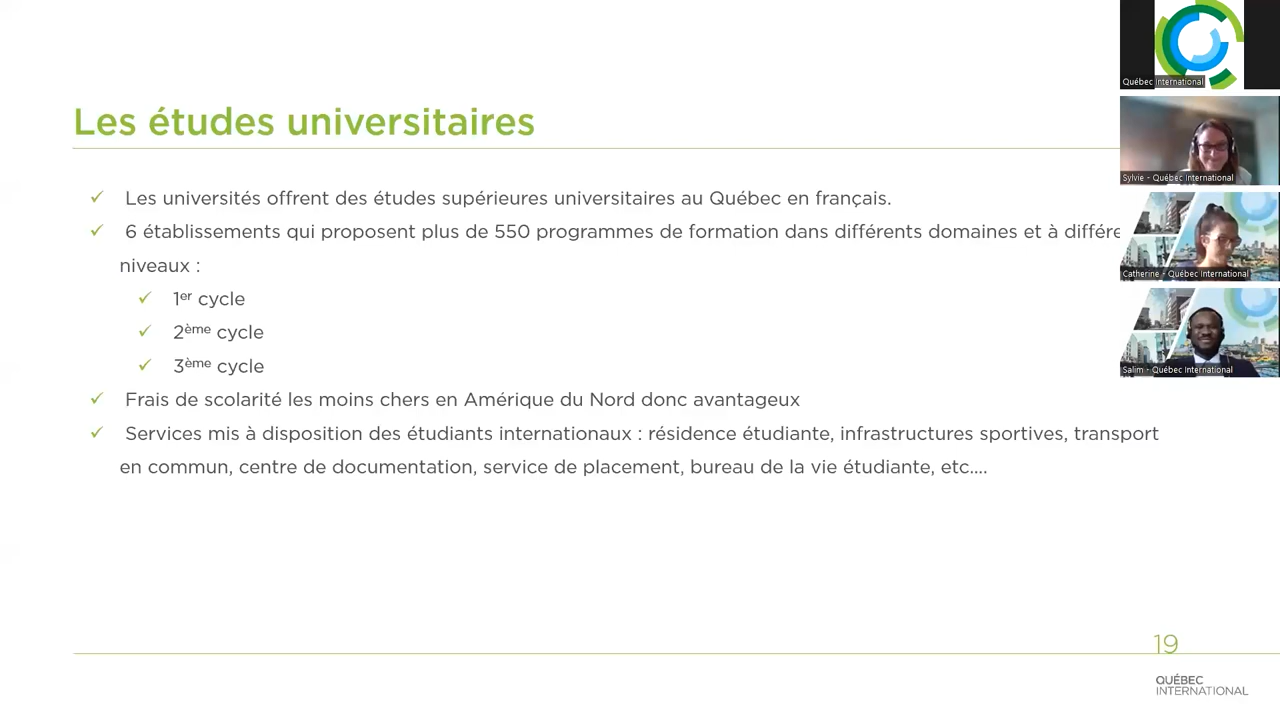 Les études universitaires
Les universités offrent des études supérieures universitaires au Québec en français.
6 établissements qui proposent plus de 550 programmes de formation dans différents domaines et à différe
niveaux :
1er cycle
2ème cycle
3ème cycle
Frais de scolarité les moins chers en Amérique du Nord donc avantageux
Services mis à disposition des étudiants internationaux : résidence étudiante, infrastructures sportives, transport
en commun, centre de documentation, service de placement, bureau de la vie étudiante, etc....
19
QUÉBEC
INTERNATIONAL
Québec International
Sylvie - Québec International
Catherine - Québec International
Salim - Québec International